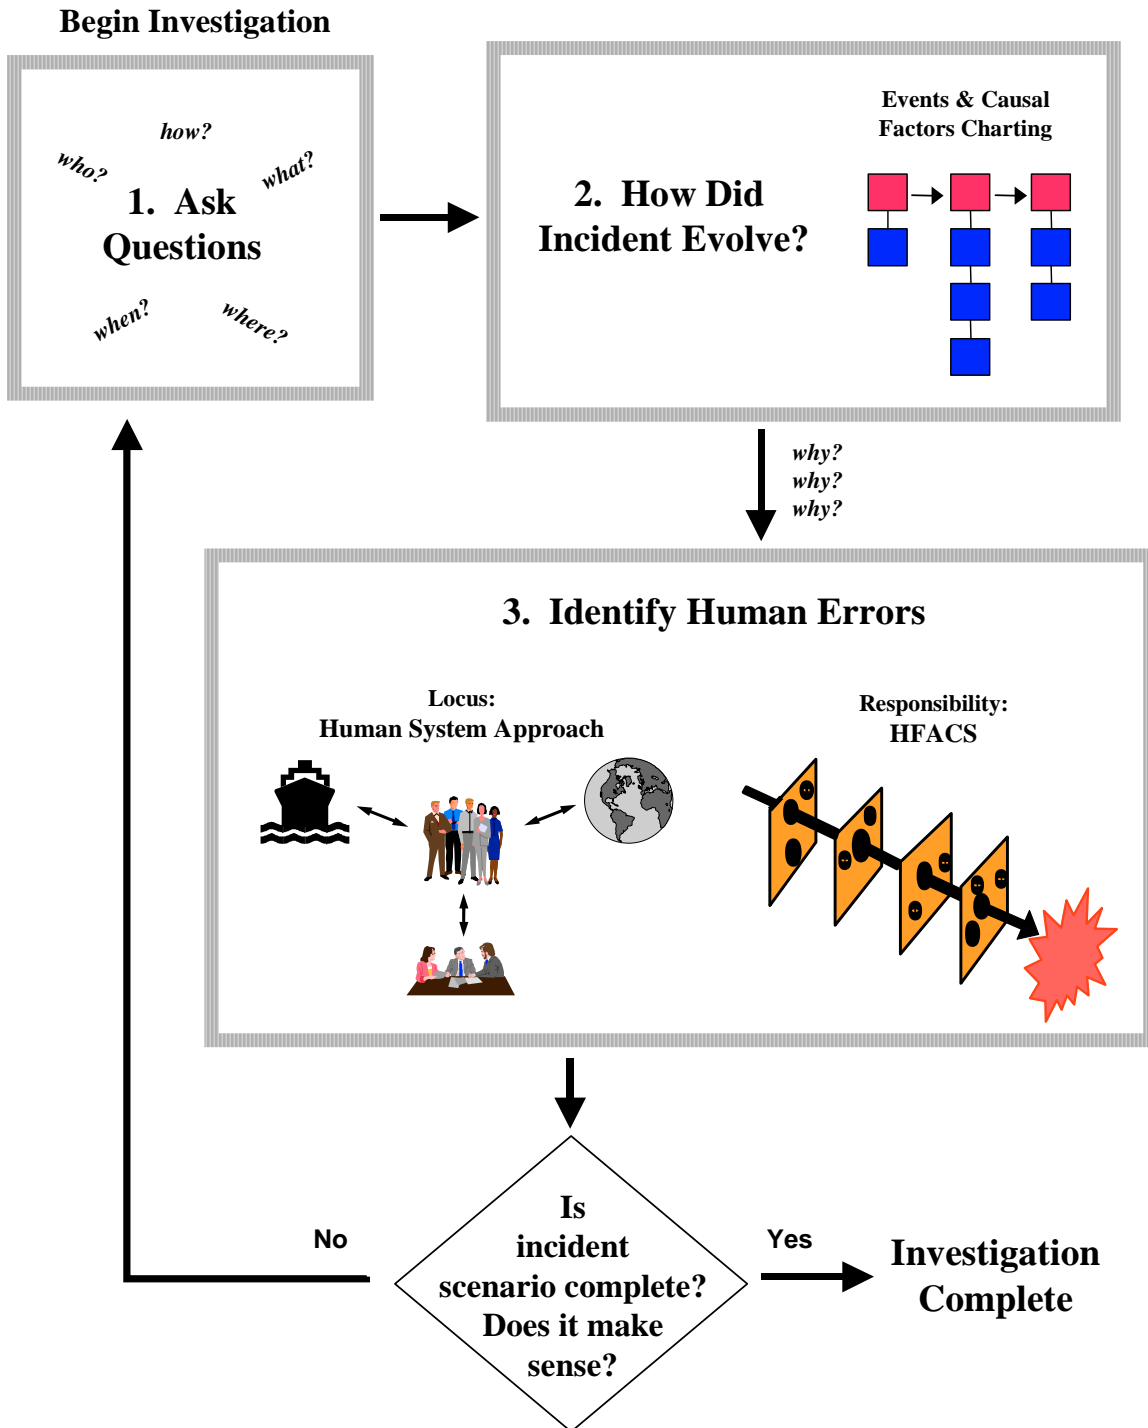 Begin Investigation
how?
who?
what?
1. Ask
Questions
when?
where?
Events & Causal
Factors Charting
2. How Did
Incident Evolve?
why?
why?
why?
3. Identify Human Errors
Locus:
Human System Approach
Responsibility:
HFACS
Is
incident
scenario complete?
Does it make
sense?
No
Yes
Investigation
Complete